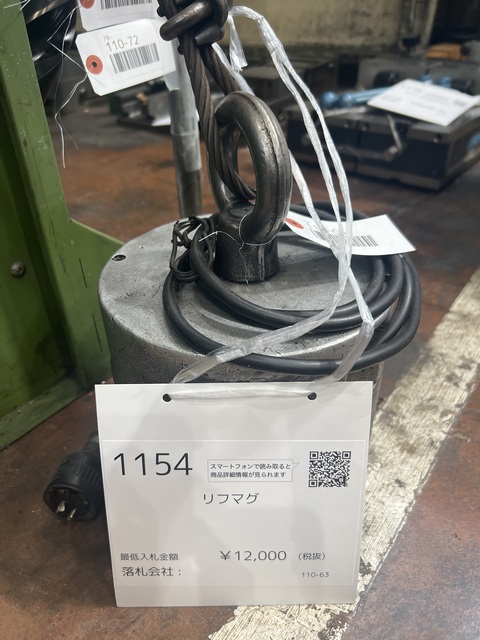 110-72
1154
スマートフォンで読み取ると
商品詳細情報が見られます
リフマグ
最低入札金額 ￥12,000 (税抜)
落札会社：
110-63